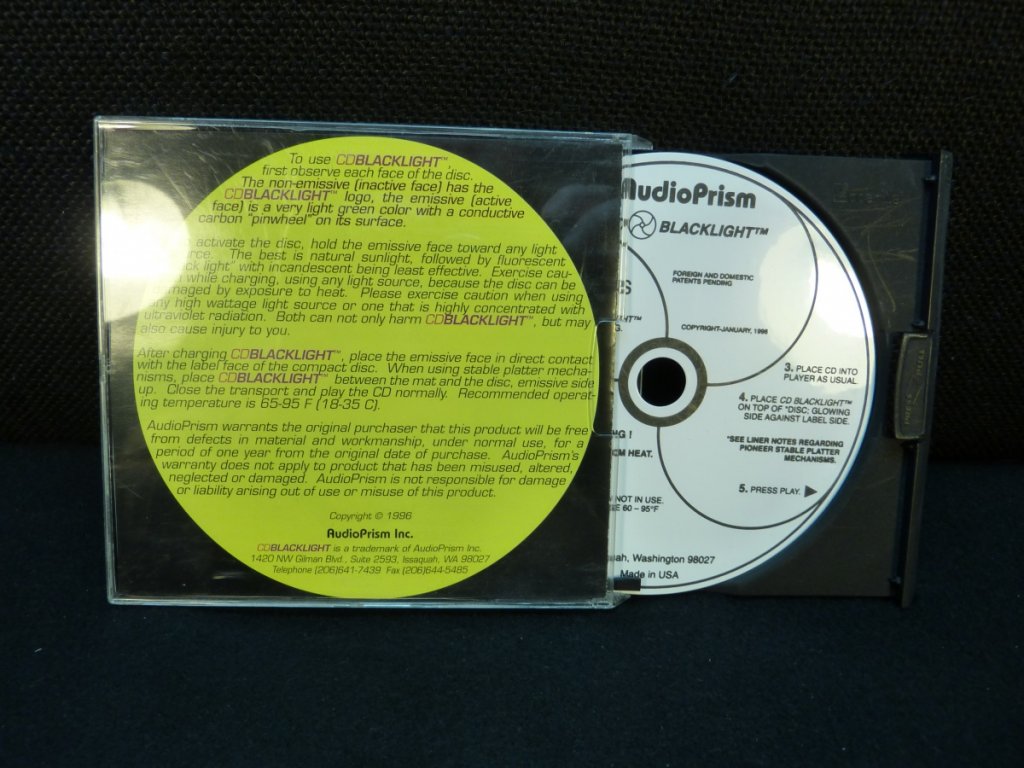 To use CDBLACKLIGHT™,
first observe each face of the disc.
The non-emissive (inactive face) has the
CDBLACKLIGHT™ logo, the emissive (active
face) is a very light green color with a conductive
carbon "pinwheel" on its surface.
activate the disc, hold the emissive face toward any light
The best is natural sunlight, followed by fluorescent
light" with incandescent being least effective. Exercise cau-
while charging, using any light source, because the disc can be
by exposure to heat. Please exercise caution when using
any high wattage light source or one that is highly concentrated with
ultraviolet radiation. Both can not only harm CDBLACKLIGHT™, but may
also cause injury to you.
After charging CDBLACKLIGHT™, place the emissive face in direct contact
with the label face of the compact disc. When using stable platter mecha-
nisms, place CDBLACKLIGHT™ between the mat and the disc, emissive side
up. Close the transport and play the CD normally. Recommended operat-
ing temperature is 65-95 F (18-35 C).
AudioPrism warrants the original purchaser that this product will be free
from defects in material and workmanship, under normal use, for a
period of one year from the original date of purchase. AudioPrism's
warranty does not apply to product that has been misused, altered,
neglected or damaged. AudioPrism is not responsible for damage
or liability arising out of use or misuse of this product.
Copyright © 1996
AudioPrism Inc.
CDBLACKLIGHT is a trademark of AudioPrism Inc.
1420 NW Gilman Blvd., Suite 2593, Issaquah, WA 98027
Telephone (206)641-7439 Fax (206)644-5485
AudioPrism
BLACKLIGHT™
FOREIGN AND DOMESTIC
PATENTS PENDING
COPYRIGHT-JANUARY, 1996
3. PLACE CD INTO
PLAYER AS USUAL
4. PLACE CD BLACKLIGHT™
ON TOP OF *DISC; GLOWING
SIDE AGAINST LABEL SIDE.
*SEE LINER NOTES REGARDING
PIONEER STABLE PLATTER
MECHANISMS.
5. PRESS PLAY.
HEAT.
NOT IN USE.
60 – 95°F
Washington 98027
Made in USA